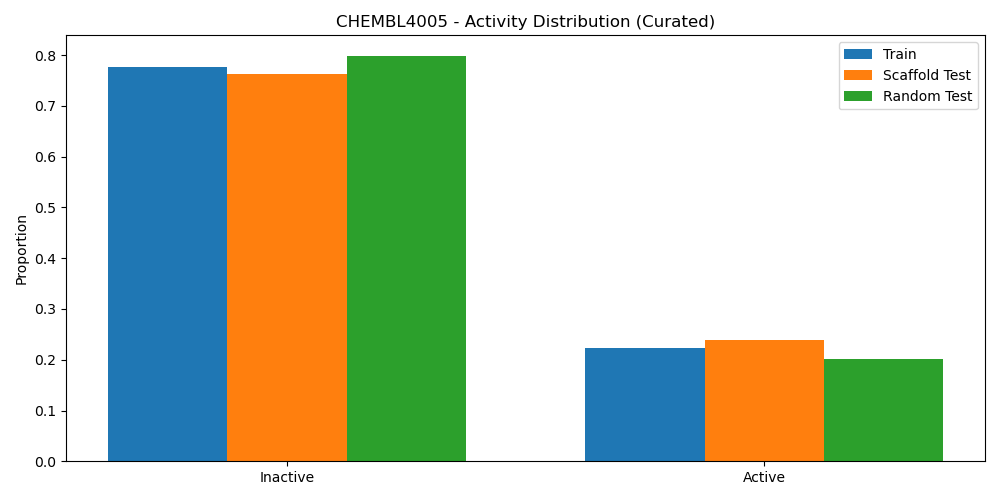 CHEMBL4005 - Activity Distribution (Curated)
Train
Scaffold Test
Random Test
Proportion
0.8
0.7
0.6
0.5
0.4
0.3
0.2
0.1
0.0
Inactive
Active